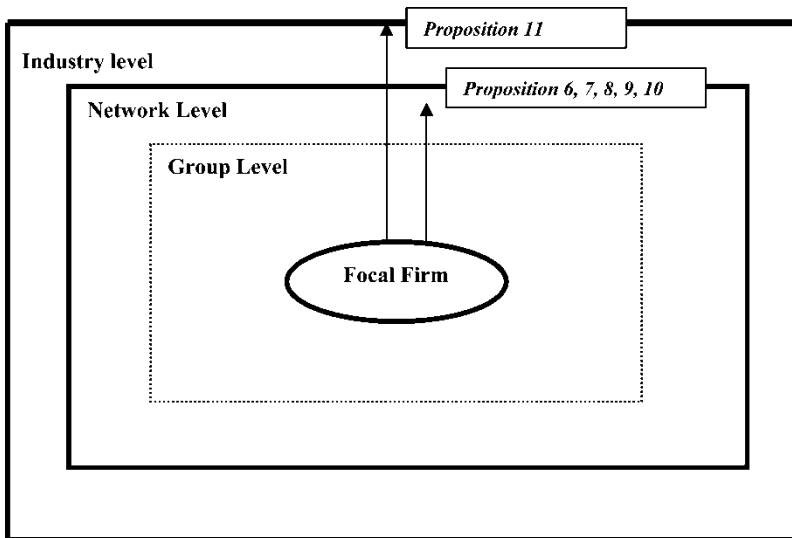 Proposition 11
Industry level
Proposition 6, 7, 8, 9, 10
Network Level
Group Level
Focal Firm